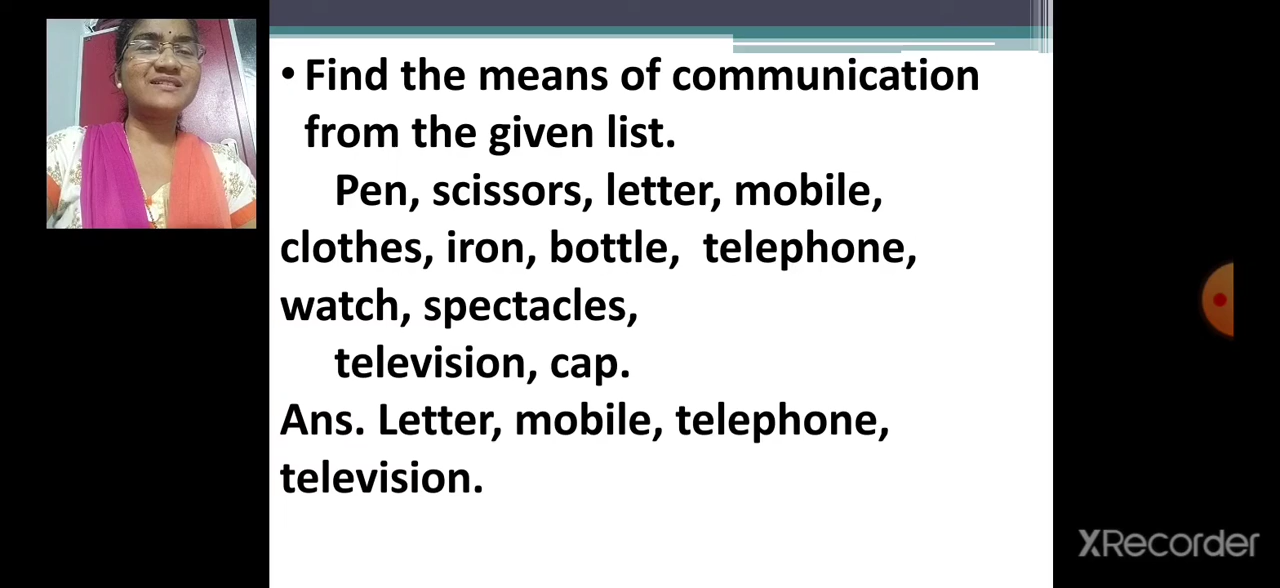 • Find the means of communication
from the given list.
Pen, scissors, letter, mobile,
clothes, iron, bottle, telephone,
watch, spectacles,
television, cap.
Ans. Letter, mobile, telephone,
television.
XRecorder